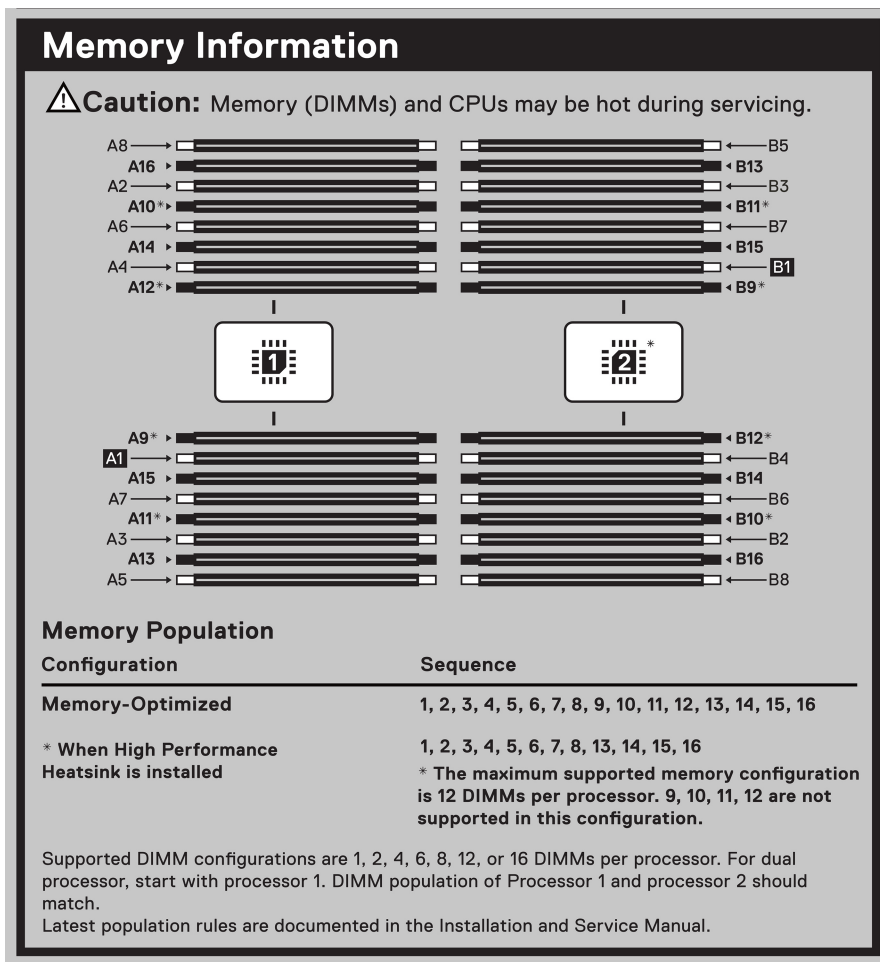 Memory Information
Caution: Memory (DIMMs) and CPUs may be hot during servicing.
A8 B5
A16 B13
A2 B3
A10* B11*
A6 B7
A14 B15
A4 B1
A12* B9*
1 2 *
A9* B12*
A1 B4
A15 B14
A7 B6
A11* B10*
A3 B2
A13 B16
A5 B8
Memory Population
Configuration Sequence
Memory-Optimized 1, 2, 3, 4, 5, 6, 7, 8, 9, 10, 11, 12, 13, 14, 15, 16
* When High Performance 1, 2, 3, 4, 5, 6, 7, 8, 13, 14, 15, 16
Heatsink is installed * The maximum supported memory configuration
is 12 DIMMs per processor. 9, 10, 11, 12 are not
supported in this configuration.
Supported DIMM configurations are 1, 2, 4, 6, 8, 12, or 16 DIMMs per processor. For dual
processor, start with processor 1. DIMM population of Processor 1 and processor 2 should
match.
Latest population rules are documented in the Installation and Service Manual.